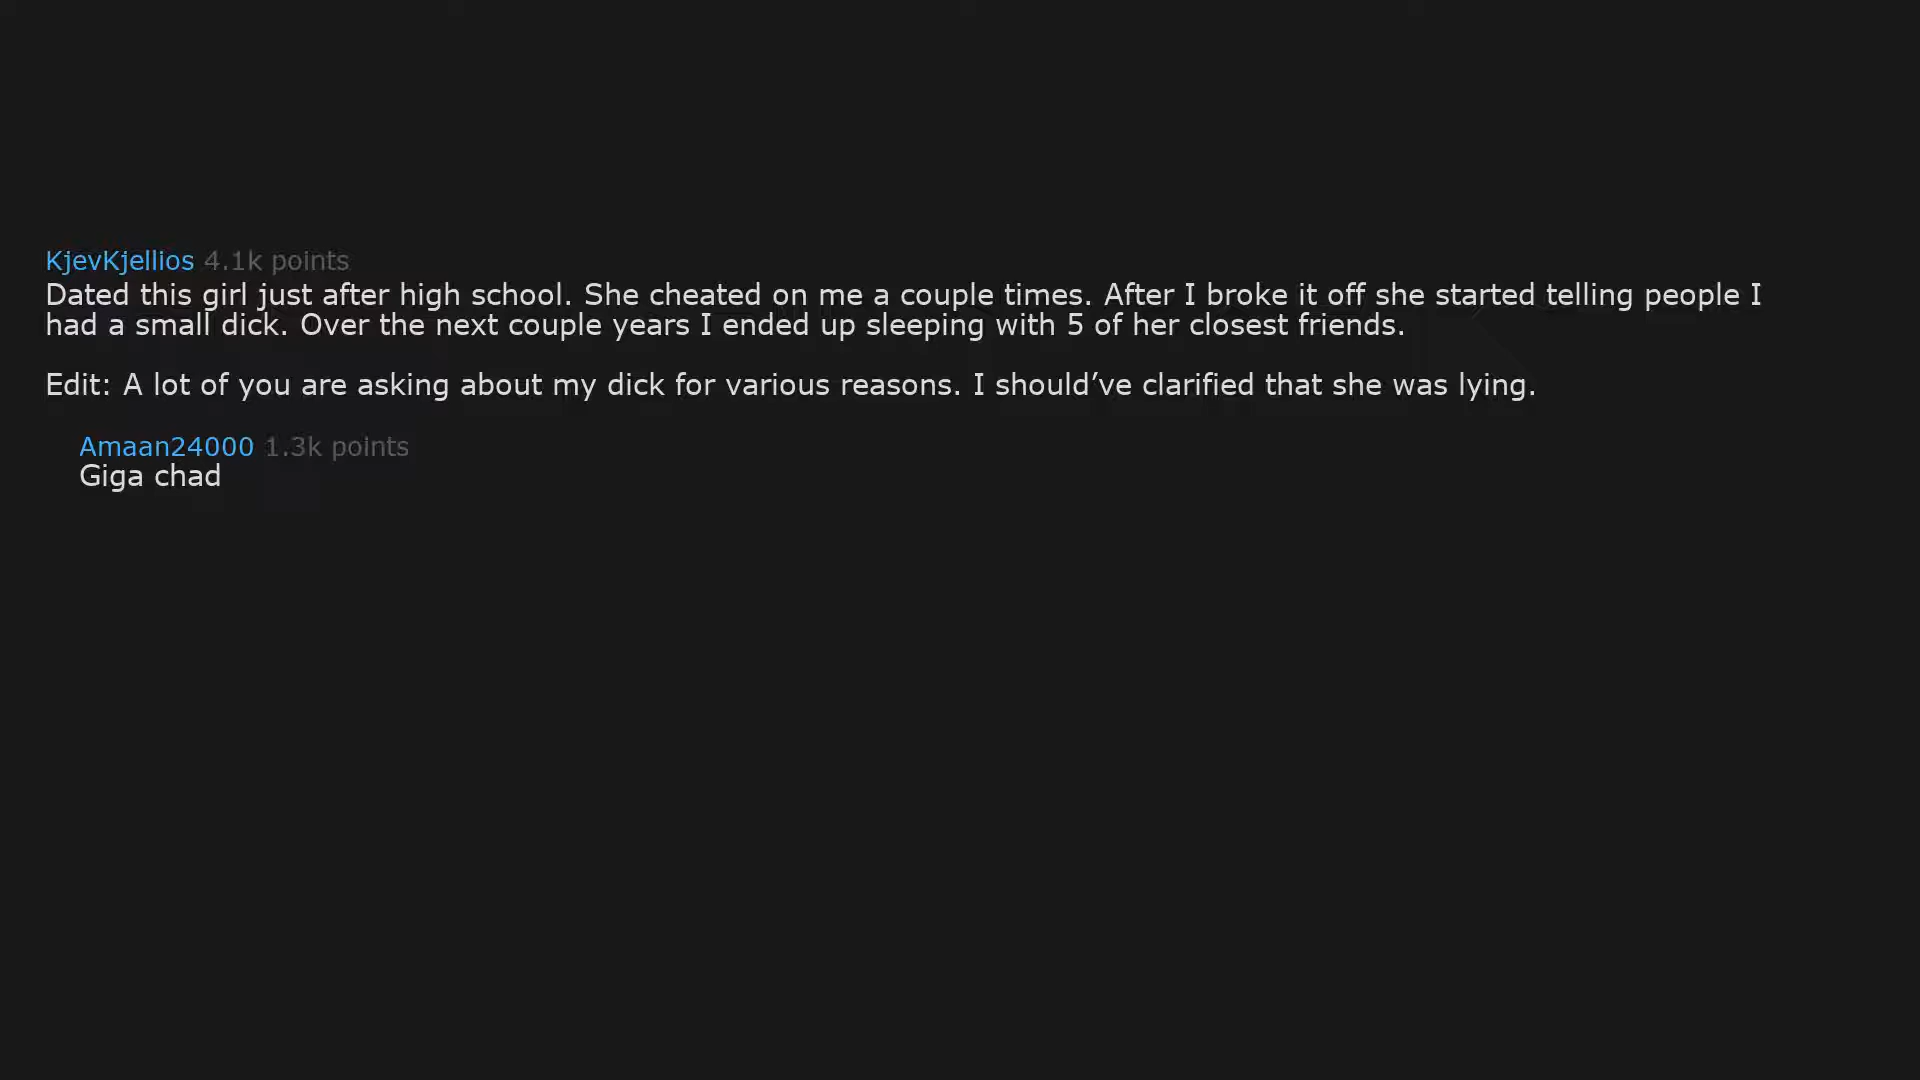 KjevKjellios 4.1k points
Dated this girl just after high school. She cheated on me a couple times. After I broke it off she started telling people I
had a small dick. Over the next couple years I ended up sleeping with 5 of her closest friends.
Edit: A lot of you are asking about my dick for various reasons. I should’ve clarified that she was lying.
Amaan24000 1.3k points
Giga chad